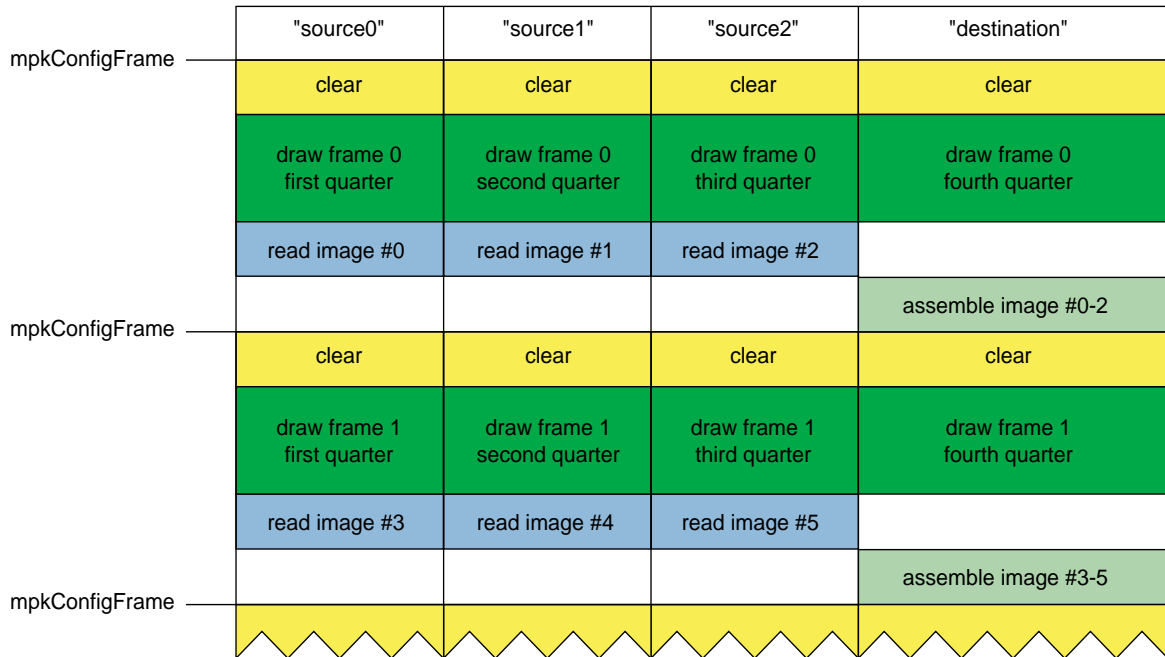 "source0" "source1" "source2" "destination"
mpkConfigFrame
clear clear clear clear
draw frame 0 draw frame 0 draw frame 0 draw frame 0
first quarter second quarter third quarter fourth quarter
read image #0 read image #1 read image #2
assemble image #0-2
mpkConfigFrame
clear clear clear clear
draw frame 1 draw frame 1 draw frame 1 draw frame 1
first quarter second quarter third quarter fourth quarter
read image #3 read image #4 read image #5
assemble image #3-5
mpkConfigFrame